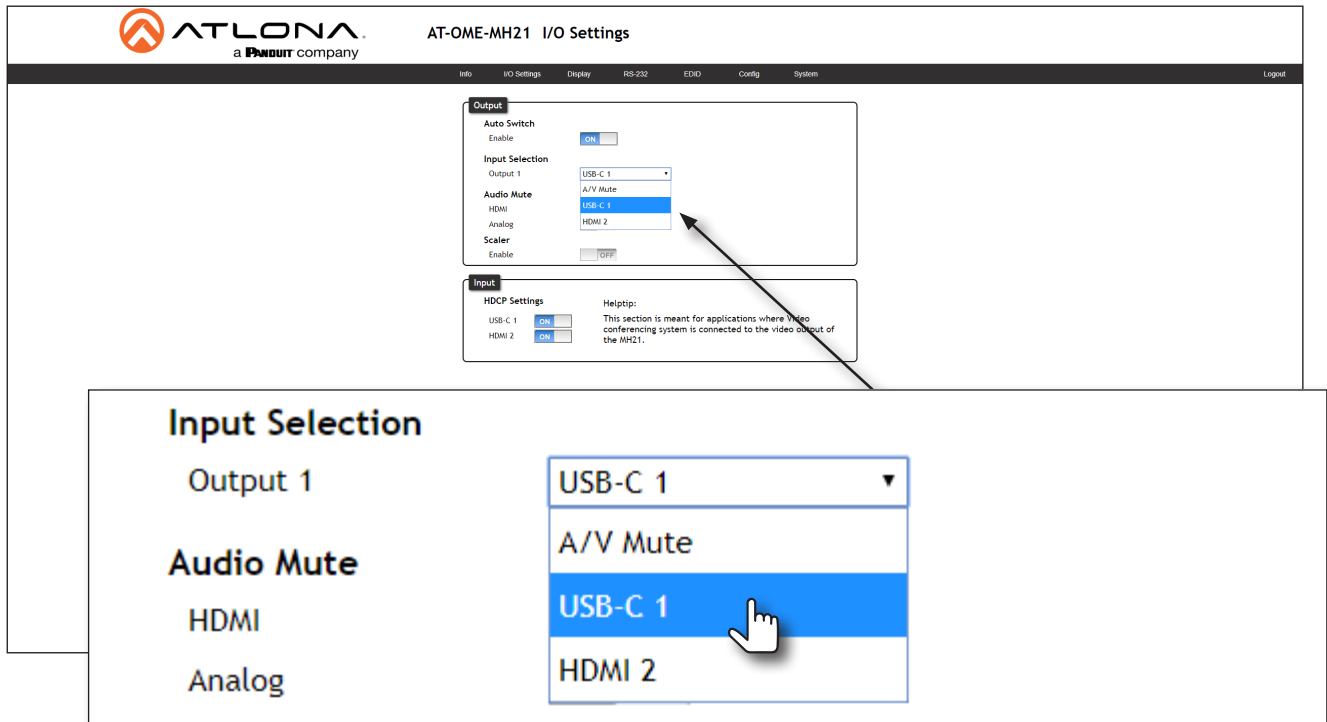 ATLONA.
a PANDUIT company
AT-OME-MH21 I/O Settings
Info I/O Settings Display RS-232 EDID Config System Logout
Output
Auto Switch
Enable ON
Input Selection
Output 1 USB-C 1
A/V Mute
Audio Mute
HDMI USB-C 1
Analog HDMI 2
Scaler
Enable OFF
Input
HDCP Settings Helptip:
USB-C 1 ON This section is meant for applications where Video
HDMI 2 ON conferencing system is connected to the video output of
the MH21.
Input Selection
Output 1 USB-C 1
A/V Mute
Audio Mute
HDMI USB-C 1
Analog HDMI 2